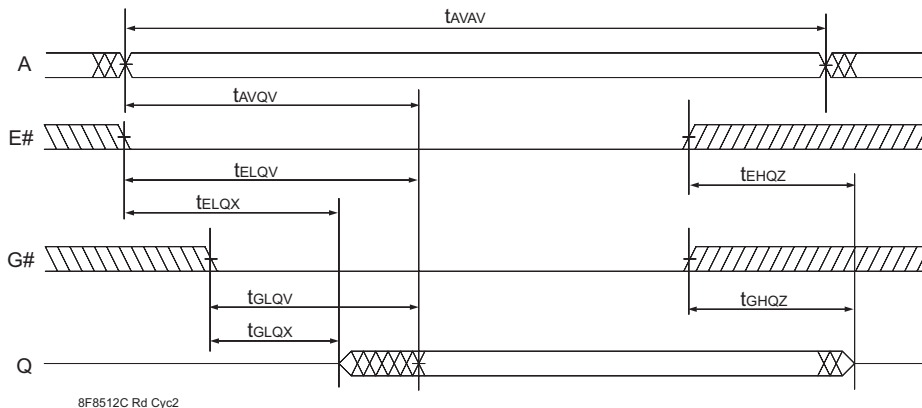 tAVAV
A
tAVQV
E#
tELQV
tEHQZ
tELQX
G#
tGLQV
tGHQZ
tGLQX
Q
8F8512C Rd Cyc2